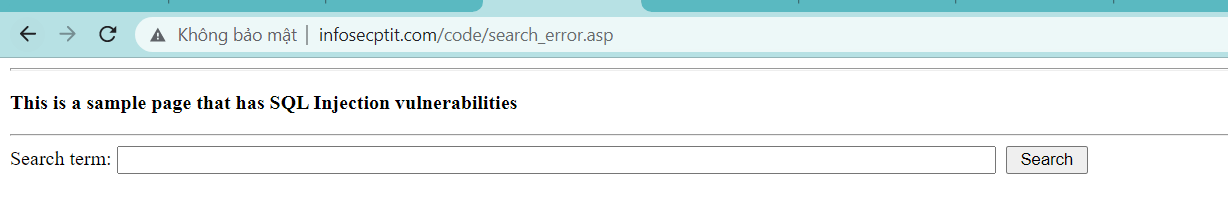 Không bảo mật | infosecptit.com/code/search_error.asp
This is a sample page that has SQL Injection vulnerabilities
Search term: Search